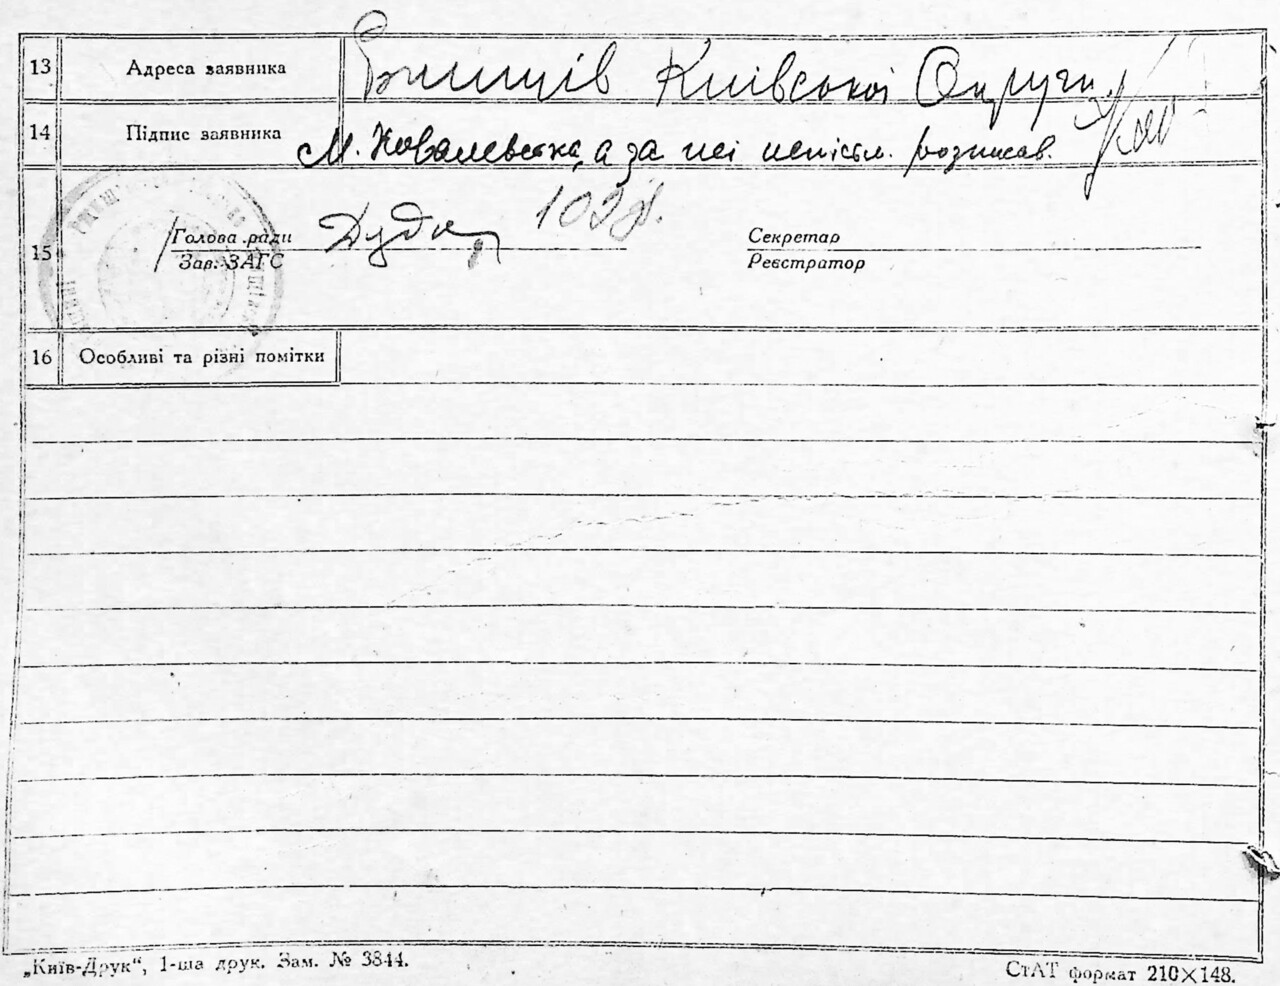 13 Адреса заявника Бишів Київської Округи.
14 Підпис заявника М. Ковалевська, а за неї неписьм. розписав.
15 Голова ради Дуда Секретар
Зав. ЗАГС Реєстратор
16 Особливі та різні помітки
„Київ-Друк“, 1-ша друк. Зам. № 3844.
СтАТ формат 210×148.